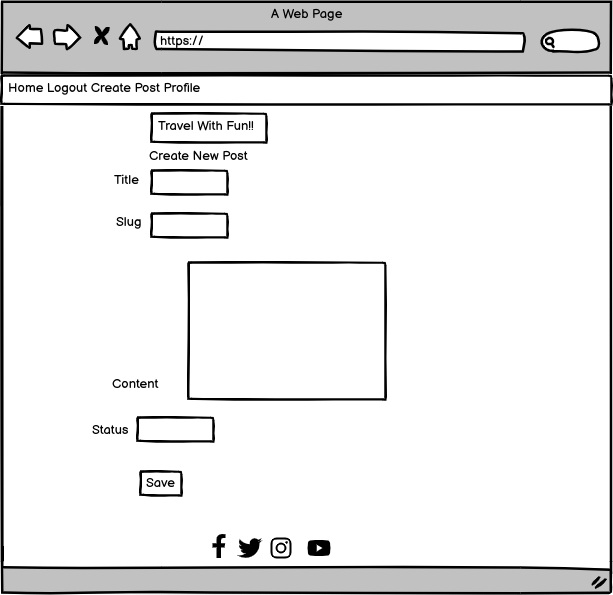 A Web Page
https://
Home Logout Create Post Profile
Travel With Fun!!
Create New Post
Title
Slug
Content
Status
Save